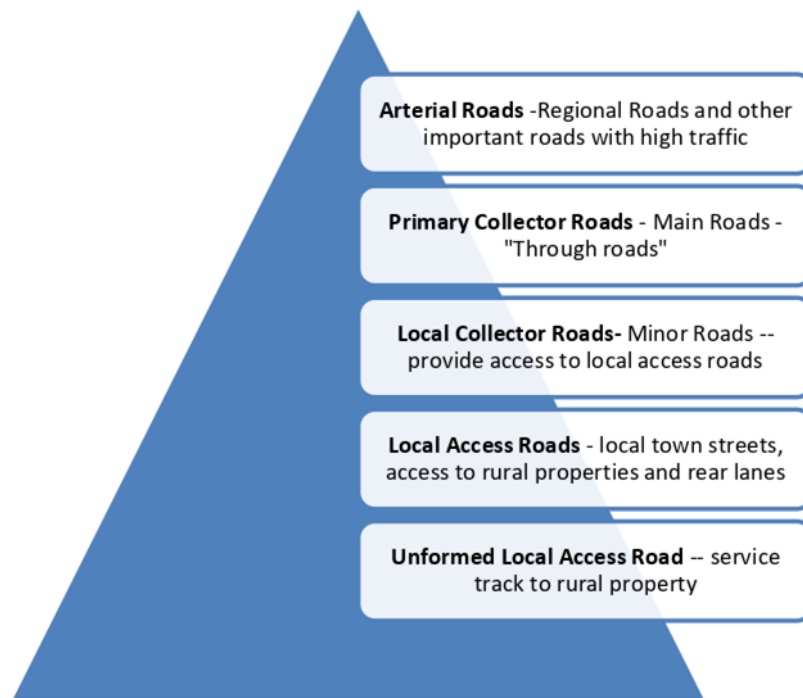 Arterial Roads -Regional Roads and other
important roads with high traffic
Primary Collector Roads - Main Roads -
"Through roads"
Local Collector Roads- Minor Roads --
provide access to local access roads
Local Access Roads - local town streets,
access to rural properties and rear lanes
Unformed Local Access Road -- service
track to rural property